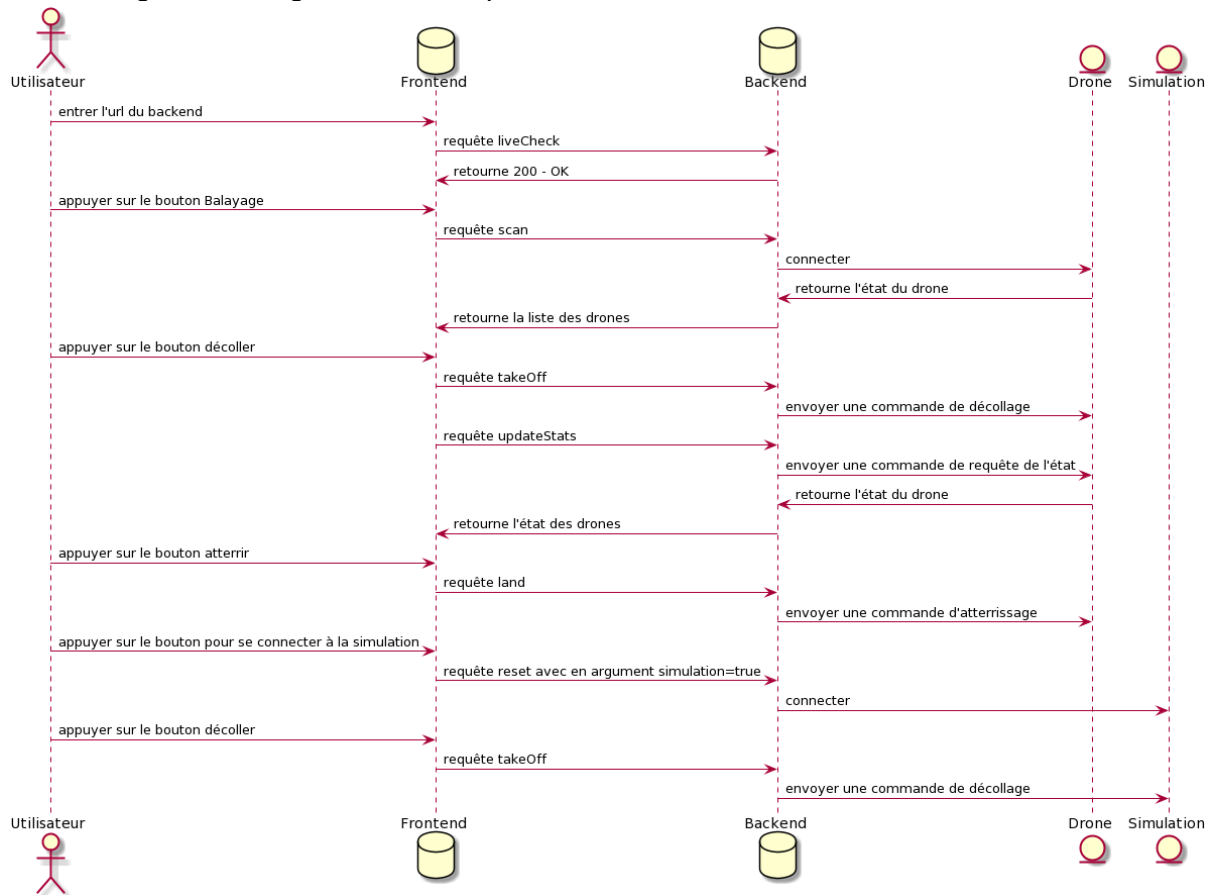 Utilisateur Frontend Backend Drone Simulation
entrer l'url du backend
requête liveCheck
retourne 200 - OK
appuyer sur le bouton Balayage
requête scan
connecter
retourne l'état du drone
retourne la liste des drones
appuyer sur le bouton décoller
requête takeOff
envoyer une commande de décollage
requête updateStats
envoyer une commande de requête de l'état
retourne l'état du drone
retourne l'état des drones
appuyer sur le bouton atterrir
requête land
envoyer une commande d'atterrissage
appuyer sur le bouton pour se connecter à la simulation
requête reset avec en argument simulation=true
connecter
appuyer sur le bouton décoller
requête takeOff
envoyer une commande de décollage
Utilisateur Frontend Backend Drone Simulation